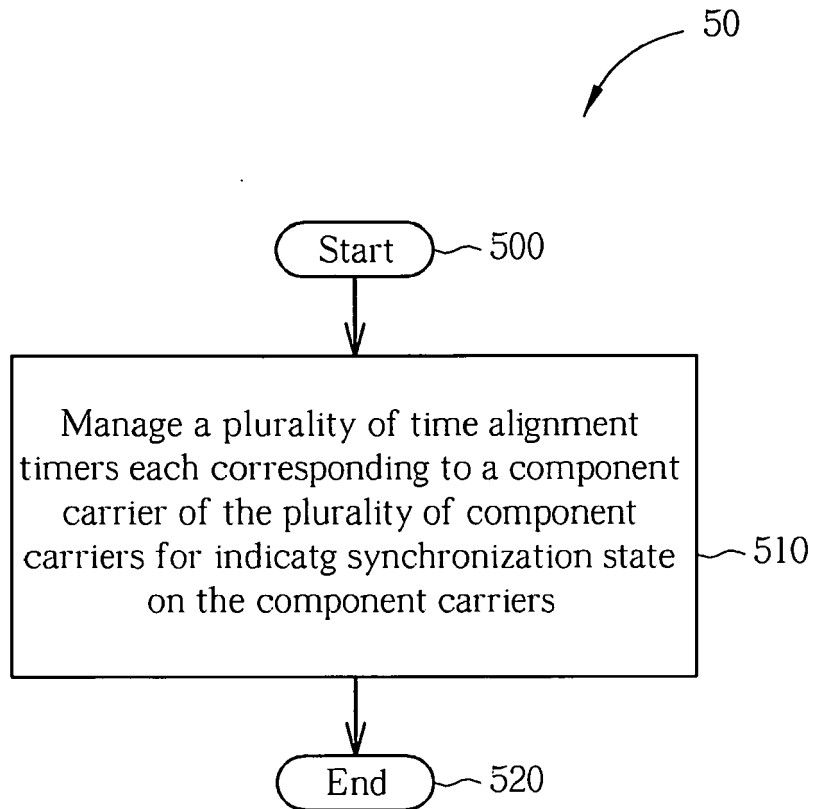 50
Start
500
Manage a plurality of time alignment
timers each corresponding to a component
carrier of the plurality of component
carriers for indicatg synchronization state
on the component carriers
510
End
520